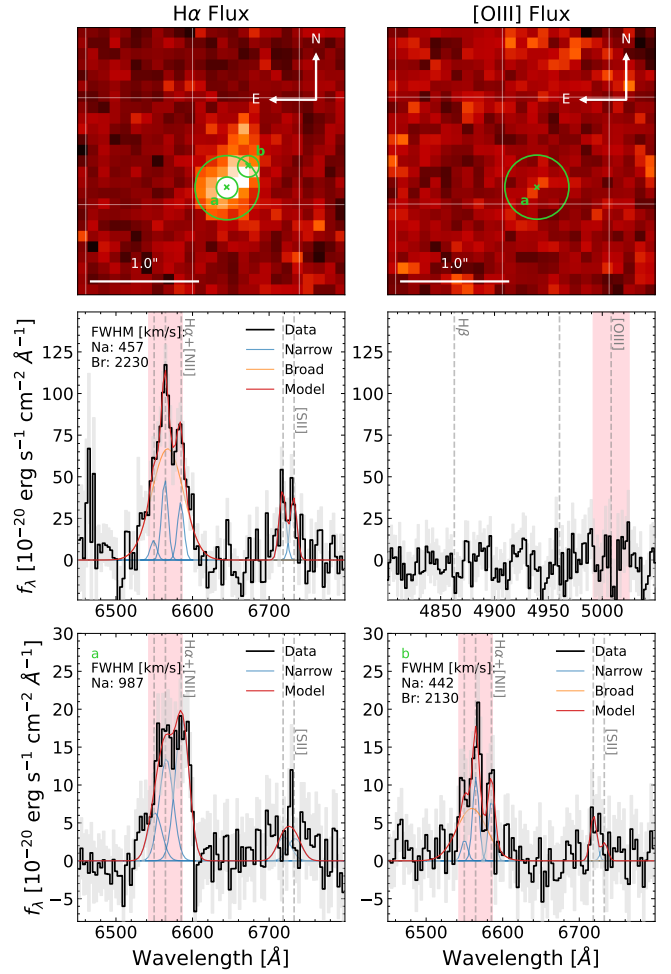 Hα Flux
[OIII] Flux
N
E
b
a
1.0"
N
E
a
1.0"
f_λ [10⁻²⁰ erg s⁻¹ cm⁻² Å⁻¹]
125
100
75
50
25
0
FWHM [km/s]:
Na: 457
Br: 2230
Hα+[NII]
[SII]
Data
Narrow
Broad
Model
6500
6600
6700
Hβ
[OIII]
4850
4900
4950
5000
f_λ [10⁻²⁰ erg s⁻¹ cm⁻² Å⁻¹]
30
25
20
15
10
5
0
−5
a
FWHM [km/s]:
Na: 987
Hα+[NII]
[SII]
Data
Narrow
Model
6500
6600
6700
Wavelength [Å]
b
FWHM [km/s]:
Na: 442
Br: 2130
Hα+[NII]
[SII]
Data
Narrow
Broad
Model
6500
6600
6700
Wavelength [Å]